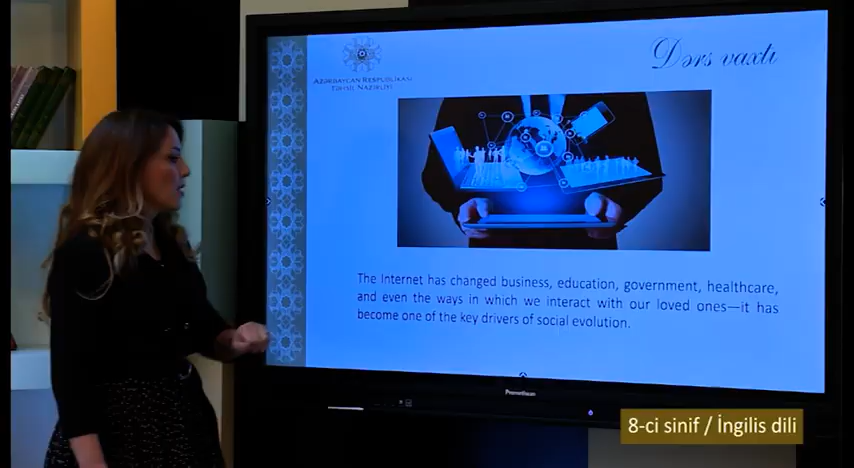 Dərs vaxtı
AZƏRBAYCAN RESPUBLİKASI
TƏHSİL NAZİRLİYİ
The Internet has changed business, education, government, healthcare,
and even the ways in which we interact with our loved ones—it has
become one of the key drivers of social evolution.
Promethean
8-ci sinif / İngilis dili